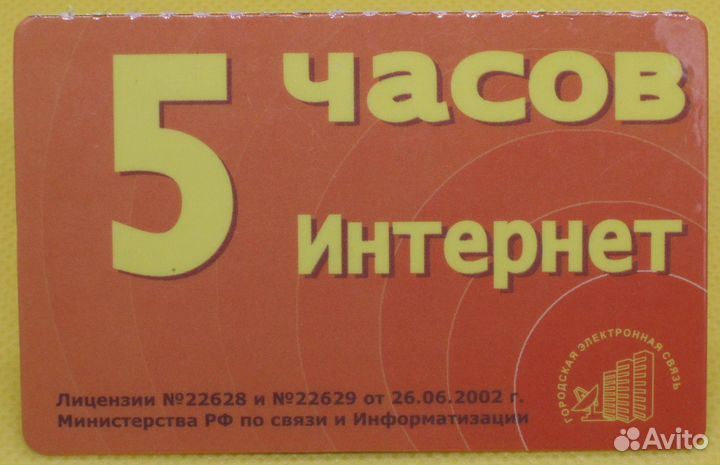 5 часов
Интернет
ГОРОДСКАЯ ЭЛЕКТРОННАЯ СВЯЗЬ
Лицензии №22628 и №22629 от 26.06.2002 г.
Министерства РФ по связи и Информатизации
Avito